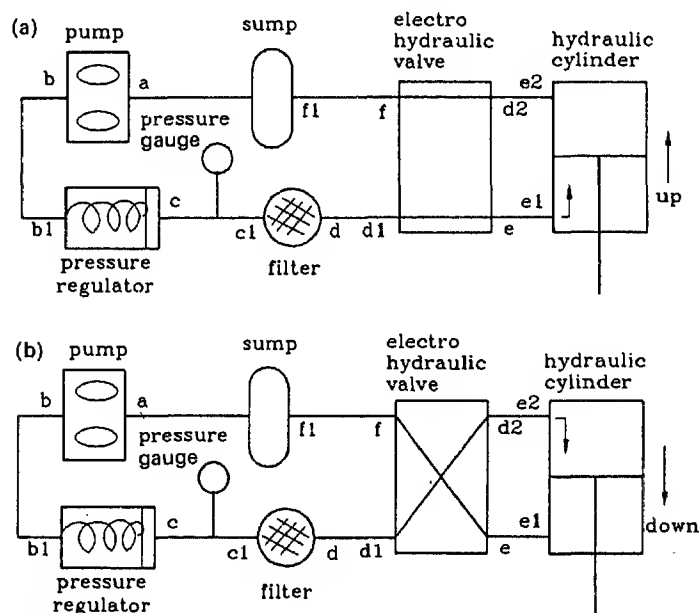 (a)
pump
sump
electro
hydraulic
valve
hydraulic
cylinder
b
a
e2
pressure
gauge
f1
f
d2
c
e1
up
b1
c1
d
d1
e
pressure
regulator
filter
(b)
pump
sump
electro
hydraulic
valve
hydraulic
cylinder
b
a
e2
pressure
gauge
f1
f
d2
c
e1
down
b1
c1
d
d1
e
pressure
regulator
filter